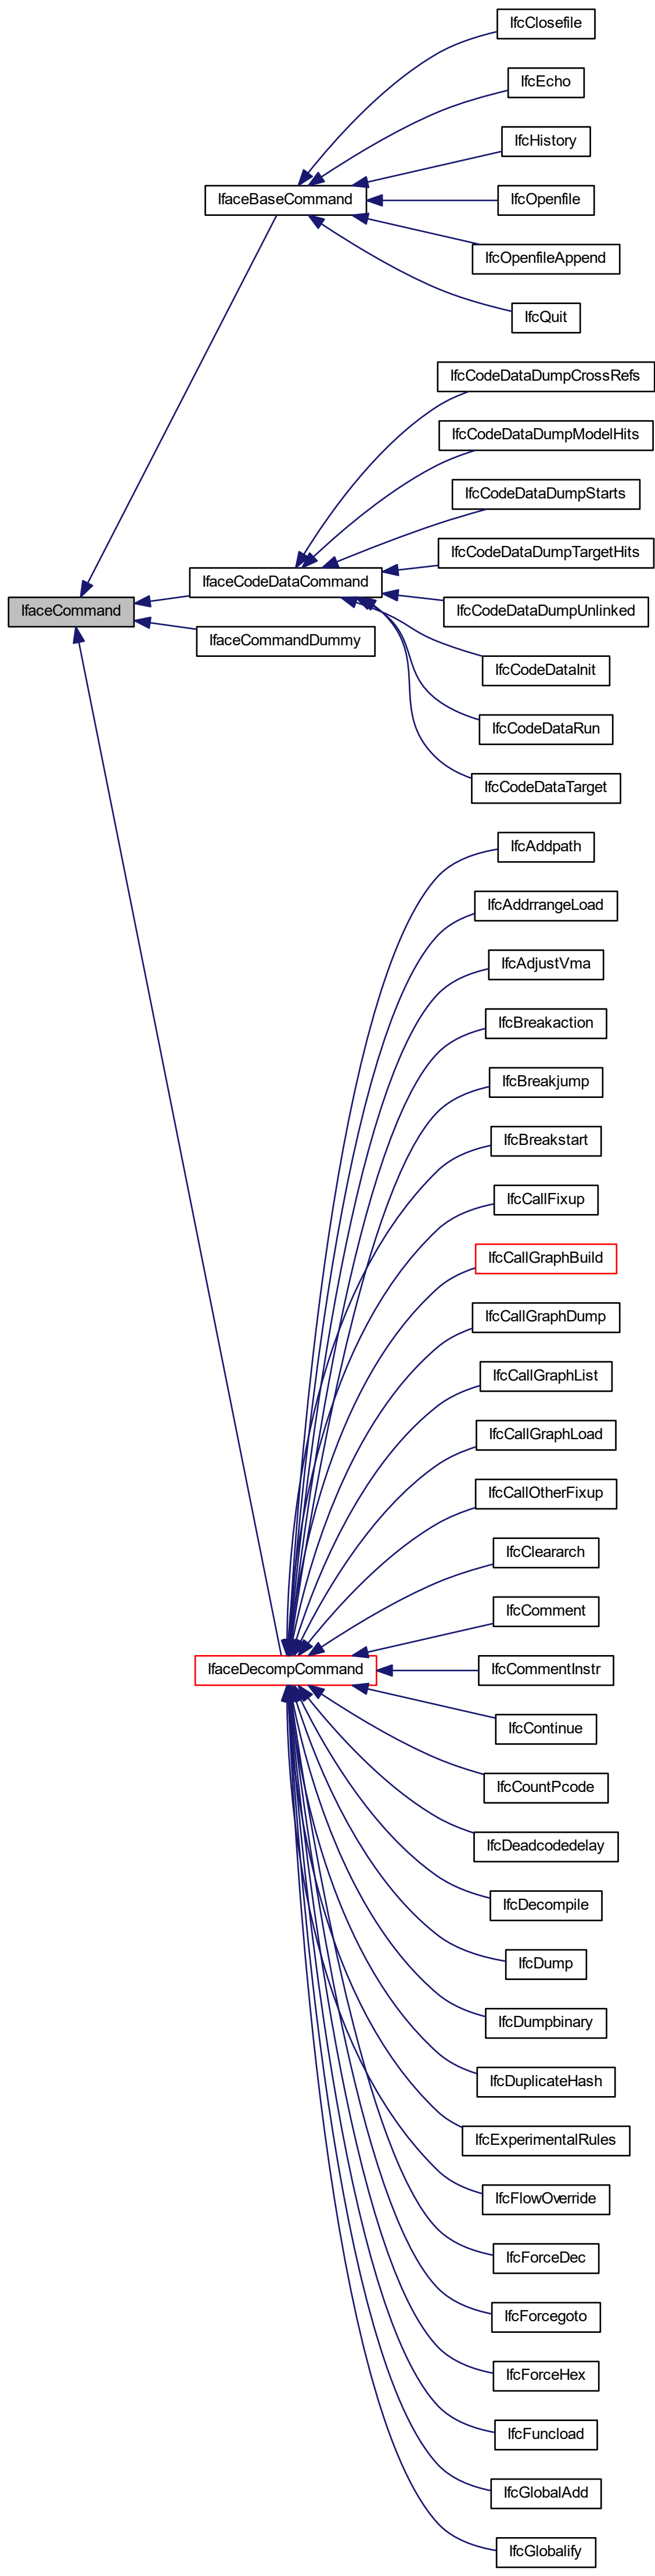 IfcClosefile
IfcEcho
IfcHistory
IfaceBaseCommand
IfcOpenfile
IfcOpenfileAppend
IfcQuit
IfcCodeDataDumpCrossRefs
IfcCodeDataDumpModelHits
IfcCodeDataDumpStarts
IfcCodeDataDumpTargetHits
IfaceCodeDataCommand
IfaceCommand
IfcCodeDataDumpUnlinked
IfaceCommandDummy
IfcCodeDataInit
IfcCodeDataRun
IfcCodeDataTarget
IfcAddpath
IfcAddrrangeLoad
IfcAdjustVma
IfcBreakaction
IfcBreakjump
IfcBreakstart
IfcCallFixup
IfcCallGraphBuild
IfcCallGraphDump
IfcCallGraphList
IfcCallGraphLoad
IfcCallOtherFixup
IfcCleararch
IfcComment
IfaceDecompCommand
IfcCommentInstr
IfcContinue
IfcCountPcode
IfcDeadcodedelay
IfcDecompile
IfcDump
IfcDumpbinary
IfcDuplicateHash
IfcExperimentalRules
IfcFlowOverride
IfcForceDec
IfcForcegoto
IfcForceHex
IfcFuncload
IfcGlobalAdd
IfcGlobalify